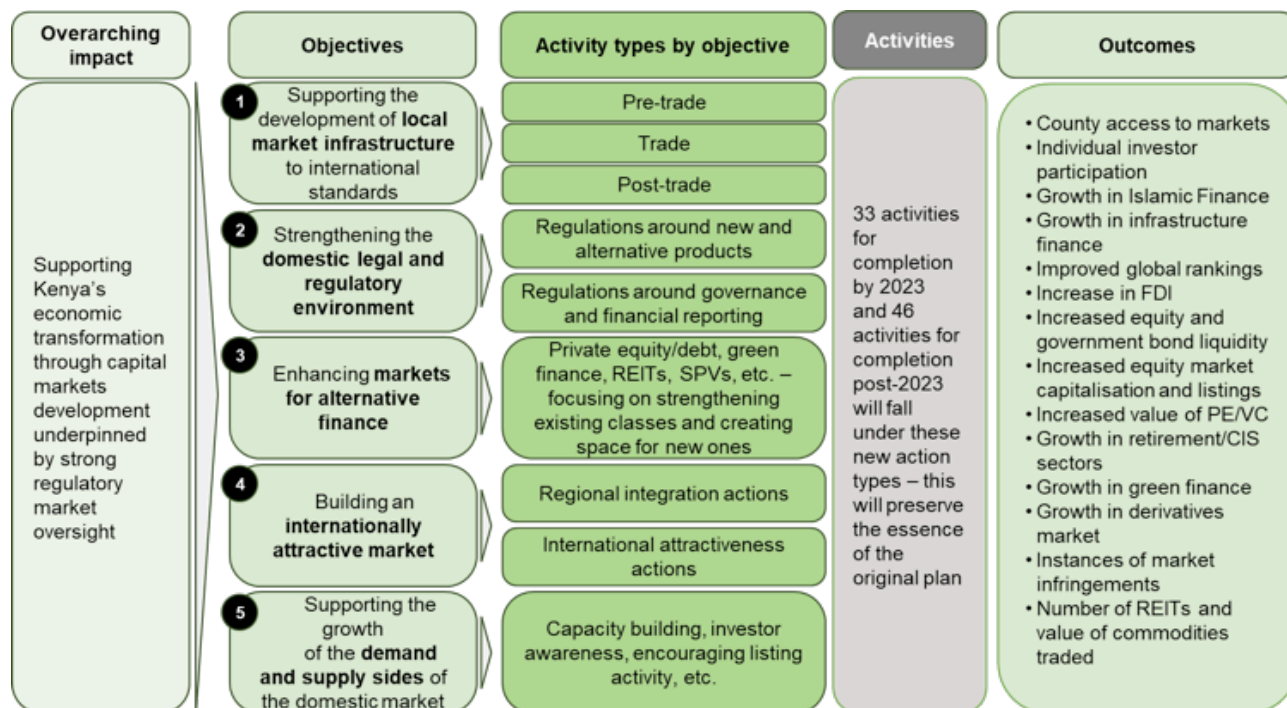 Overarching
impact
Objectives
Activity types by objective
Activities
Outcomes
Supporting
Kenya's
economic
transformation
through capital
markets
development
underpinned
by strong
regulatory
market
oversight
1
Supporting the
development of local
market infrastructure
to international
standards
Pre-trade
Trade
Post-trade
2
Strengthening the
domestic legal and
regulatory
environment
Regulations around new and
alternative products
Regulations around governance
and financial reporting
3
Enhancing markets
for alternative
finance
Private equity/debt, green
finance, REITs, SPVs, etc. –
focusing on strengthening
existing classes and creating
space for new ones
4
Building an
internationally
attractive market
Regional integration actions
International attractiveness
actions
5
Supporting the
growth
of the demand
and supply sides of
the domestic market
Capacity building, investor
awareness, encouraging listing
activity, etc.
33 activities
for
completion
by 2023
and 46
activities for
completion
post-2023
will fall
under these
new action
types – this
will preserve
the essence
of the
original plan
• County access to markets
• Individual investor
participation
• Growth in Islamic Finance
• Growth in infrastructure
finance
• Improved global rankings
• Increase in FDI
• Increased equity and
government bond liquidity
• Increased equity market
capitalisation and listings
• Increased value of PE/VC
• Growth in retirement/CIS
sectors
• Growth in green finance
• Growth in derivatives
market
• Instances of market
infringements
• Number of REITs and
value of commodities
traded